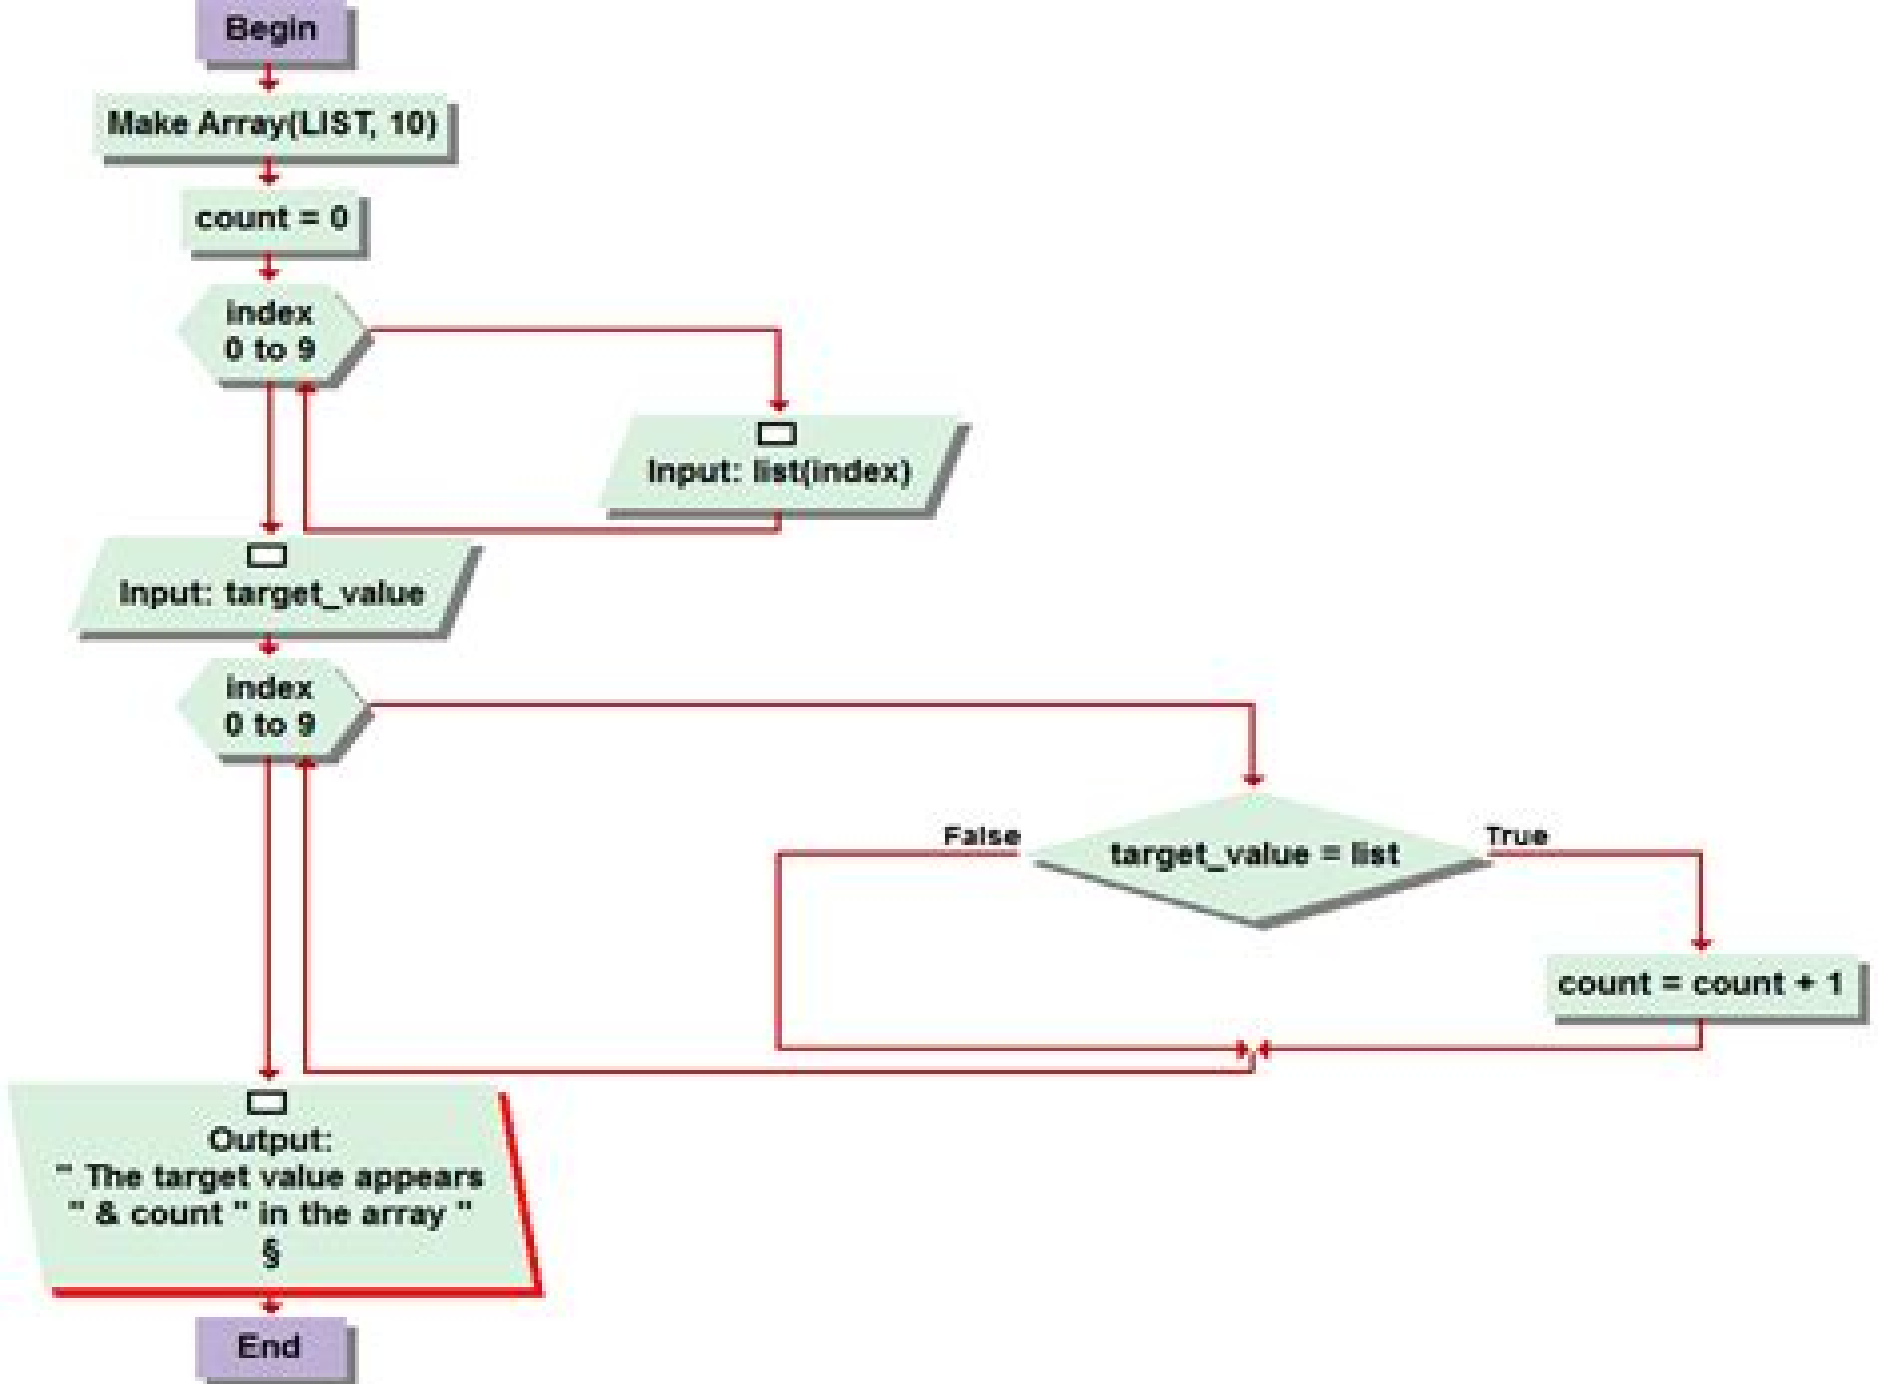 Begin
Make Array(LIST, 10)
count = 0
index
0 to 9
Input: list(index)
Input: target_value
index
0 to 9
False
target_value = list
True
count = count + 1
Output:
" The target value appears
" & count " in the array "
§
End